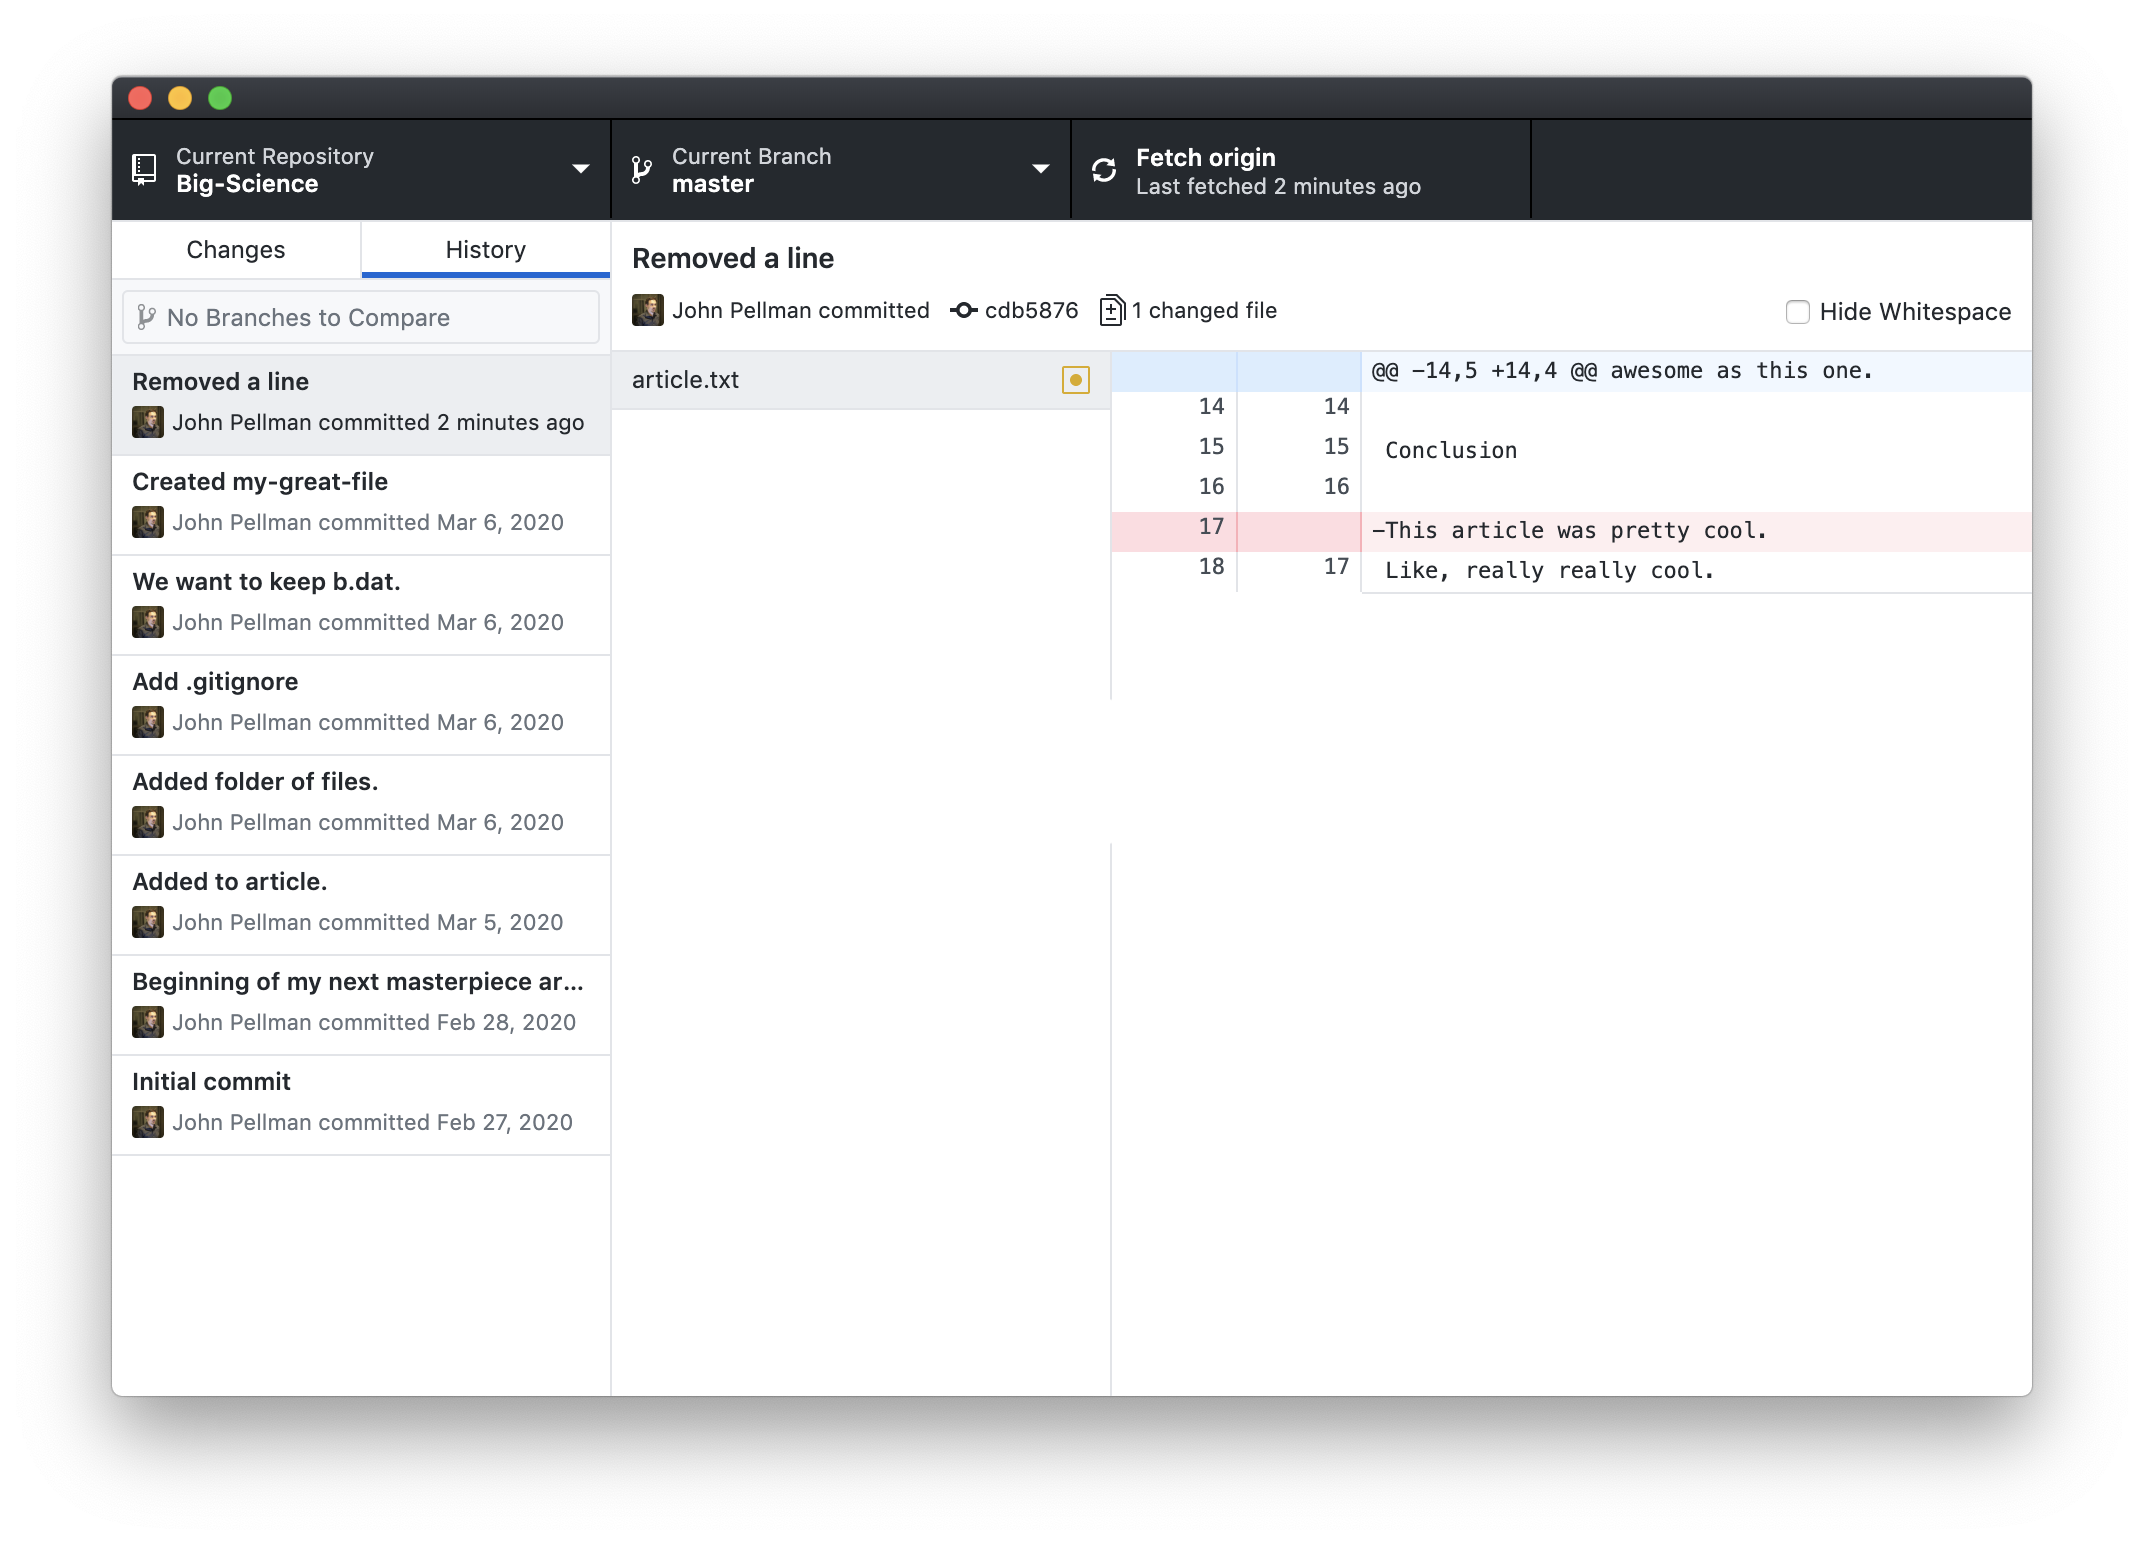 Current Repository
Big-Science
Current Branch
master
Fetch origin
Last fetched 2 minutes ago
Changes
History
No Branches to Compare
Removed a line
John Pellman committed 2 minutes ago
Created my-great-file
John Pellman committed Mar 6, 2020
We want to keep b.dat.
John Pellman committed Mar 6, 2020
Add .gitignore
John Pellman committed Mar 6, 2020
Added folder of files.
John Pellman committed Mar 6, 2020
Added to article.
John Pellman committed Mar 5, 2020
Beginning of my next masterpiece ar...
John Pellman committed Feb 28, 2020
Initial commit
John Pellman committed Feb 27, 2020
Removed a line
John Pellman committed cdb5876 1 changed file
Hide Whitespace
article.txt
@@ -14,5 +14,4 @@ awesome as this one.
14 14
15 15 Conclusion
16 16
17 -This article was pretty cool.
18 17 Like, really really cool.